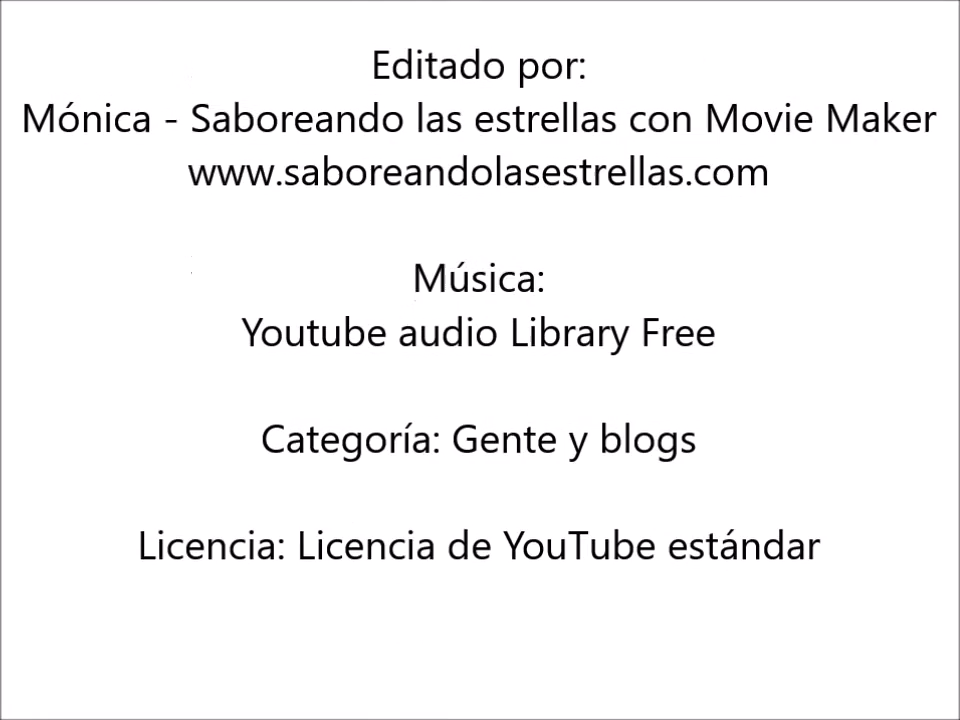 Editado por:
Mónica - Saboreando las estrellas con Movie Maker
www.saboreandolasestrellas.com
Música:
Youtube audio Library Free
Categoría: Gente y blogs
Licencia: Licencia de YouTube estándar